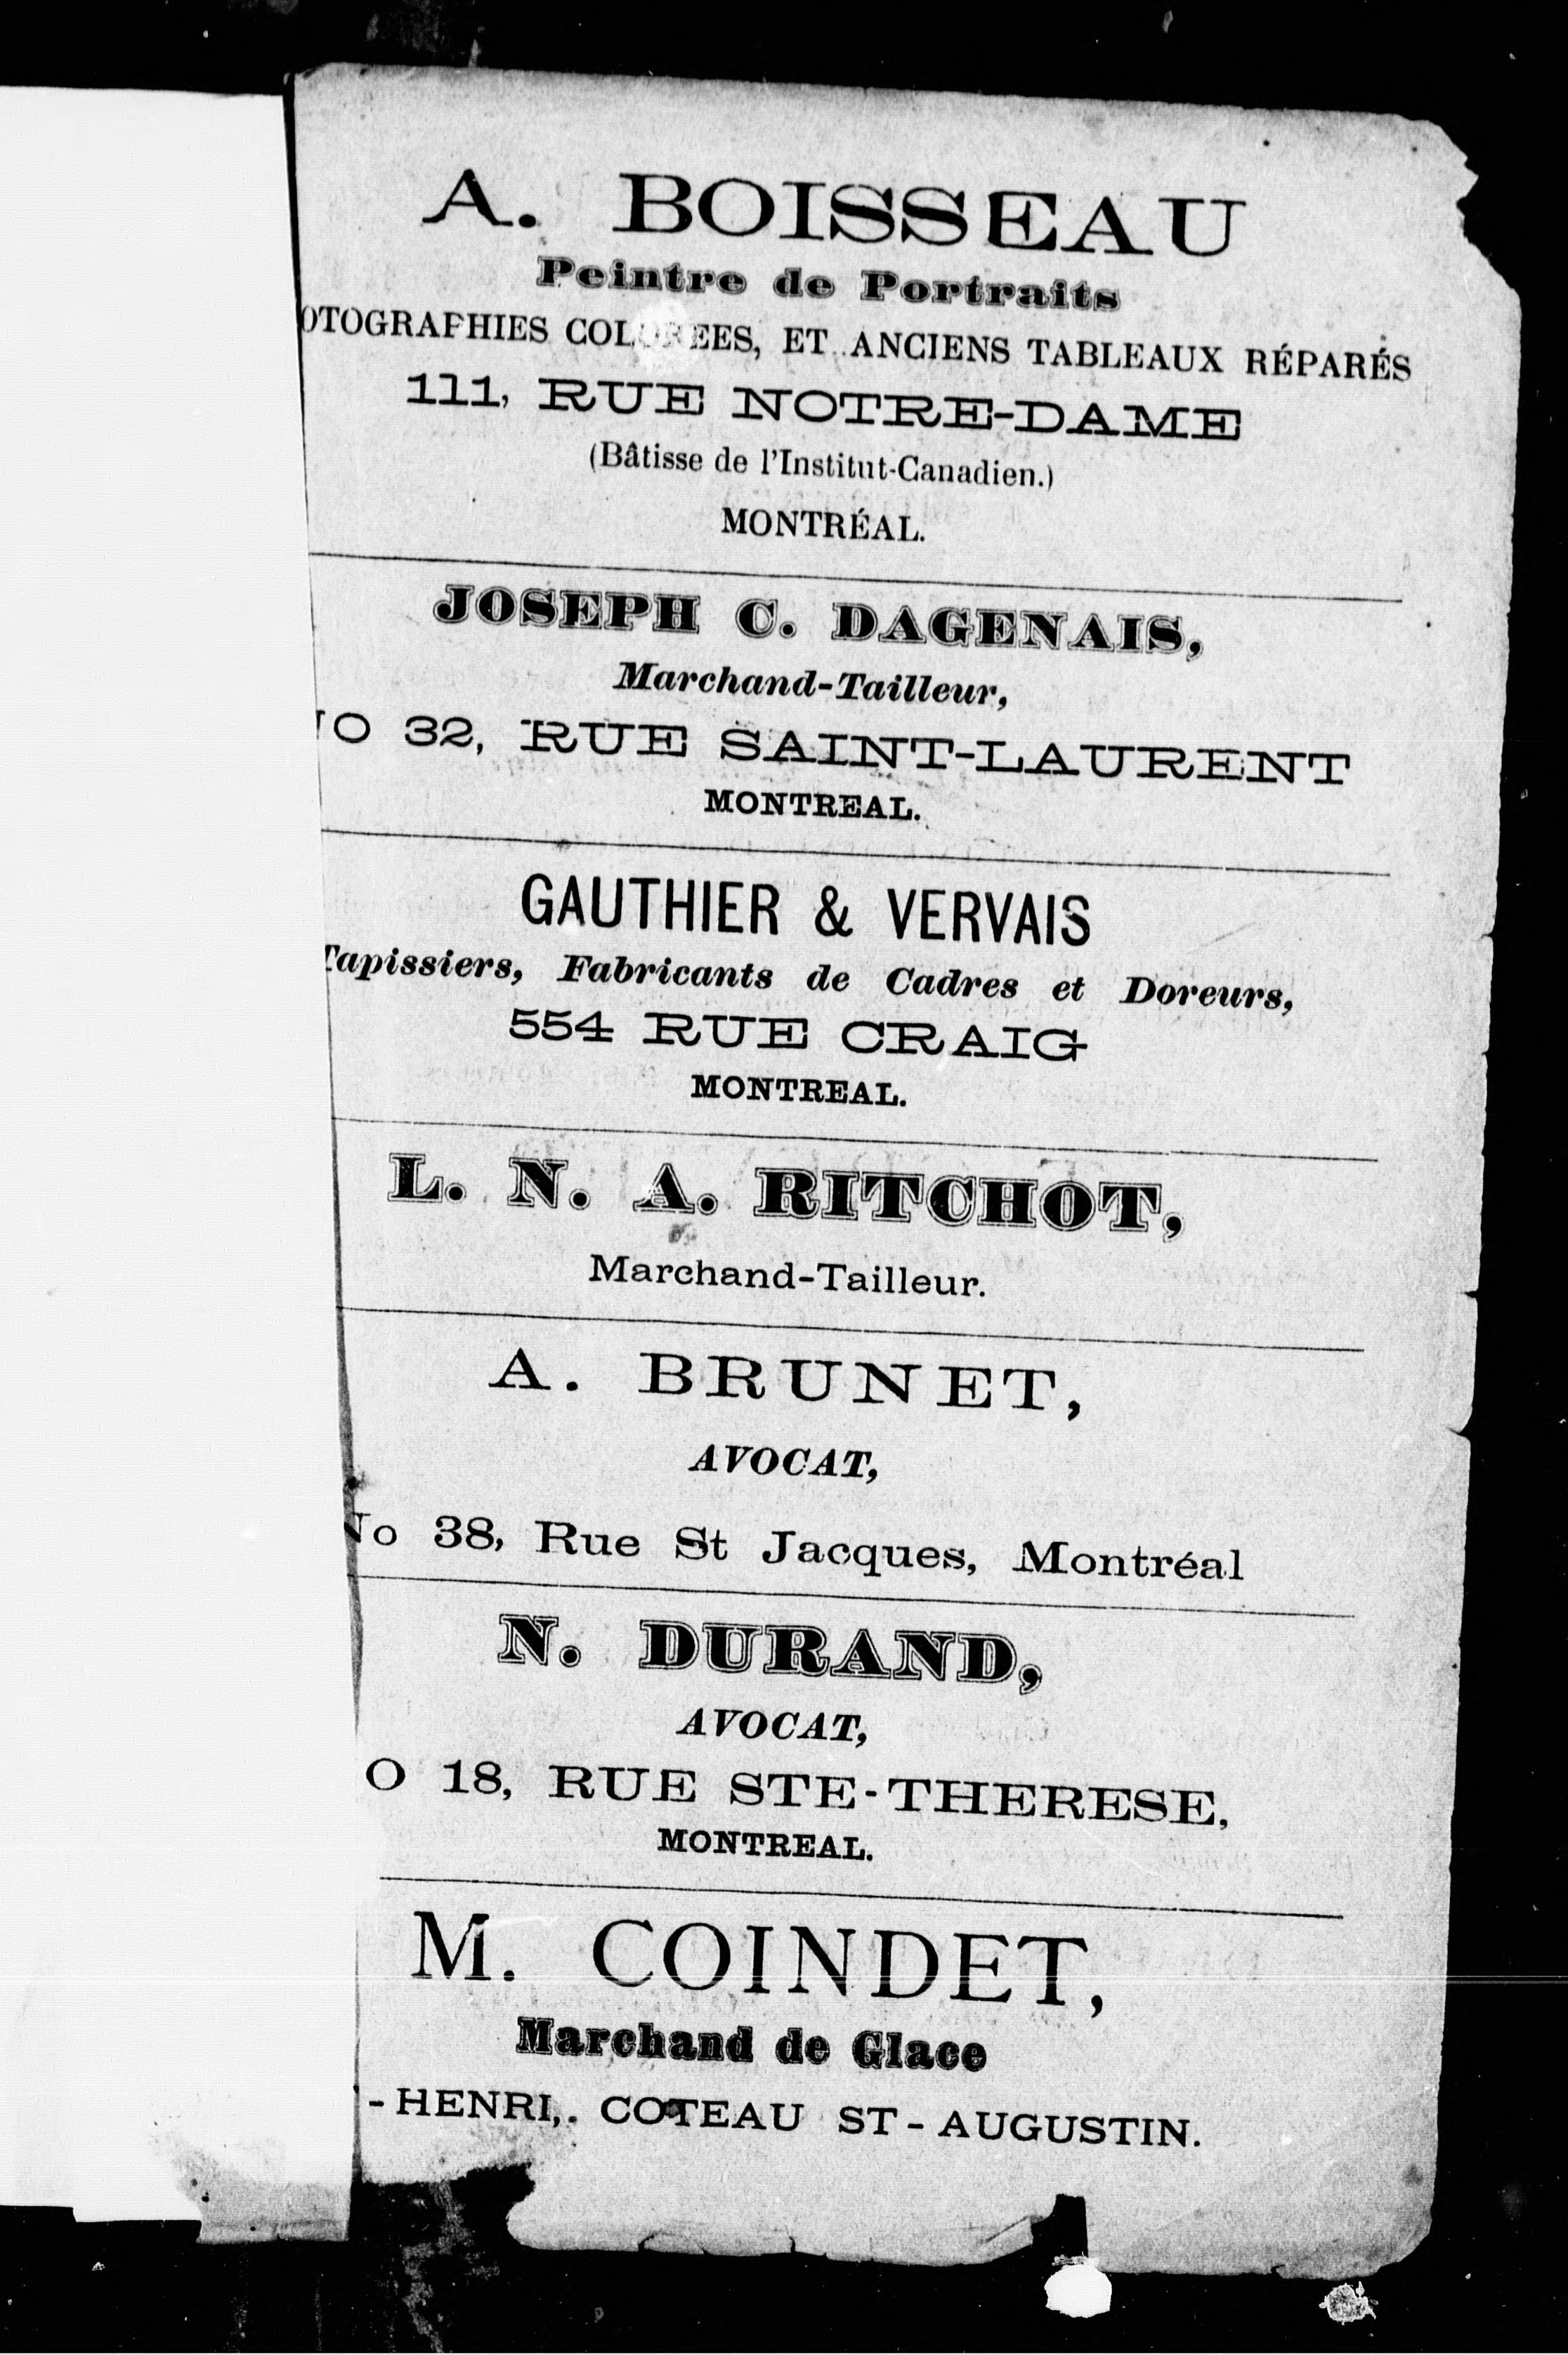 A. BOISSEAU
Peintre de Portraits
OTOGRAPHIES COLOREES, ET ANCIENS TABLEAUX RÉPARÉS
111, RUE NOTRE-DAME
(Bâtisse de l'Institut-Canadien.)
MONTRÉAL.
JOSEPH C. DAGENAIS,
Marchand-Tailleur,
NO 32, RUE SAINT-LAURENT
MONTREAL.
GAUTHIER & VERVAIS
Tapissiers, Fabricants de Cadres et Doreurs,
554 RUE CRAIG
MONTREAL.
L. N. A. RITCHOT,
Marchand-Tailleur.
A. BRUNET,
AVOCAT,
No 38, Rue St Jacques, Montréal
N. DURAND,
AVOCAT,
O 18, RUE STE-THERESE,
MONTREAL.
M. COINDET,
Marchand de Glace
-HENRI,. COTEAU ST-AUGUSTIN.